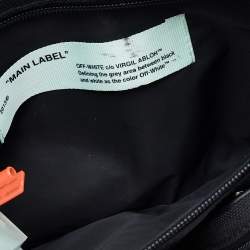 "MAIN LABEL"
OFF-WHITE c/o VIRGIL ABLOH™
Defining the grey area between black
and white as the color Off-White™